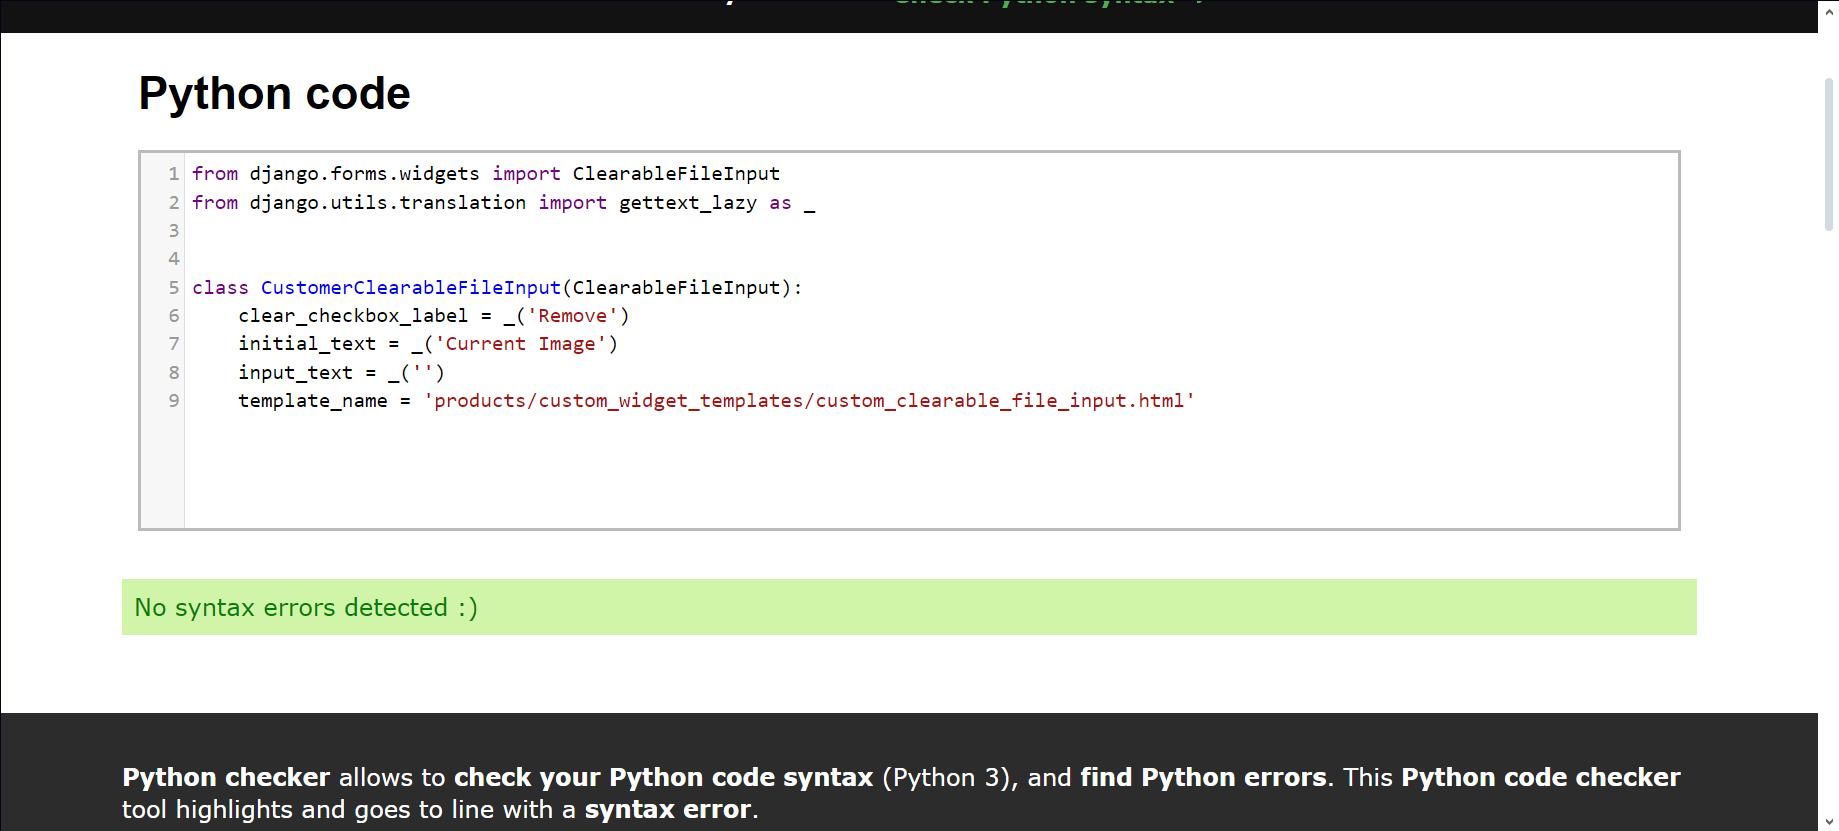 Python code
1 from django.forms.widgets import ClearableFileInput
2 from django.utils.translation import gettext_lazy as _
3
4
5 class CustomerClearableFileInput(ClearableFileInput):
6     clear_checkbox_label = _('Remove')
7     initial_text = _('Current Image')
8     input_text = _('')
9     template_name = 'products/custom_widget_templates/custom_clearable_file_input.html'
No syntax errors detected :)
Python checker allows to check your Python code syntax (Python 3), and find Python errors. This Python code checker
tool highlights and goes to line with a syntax error.